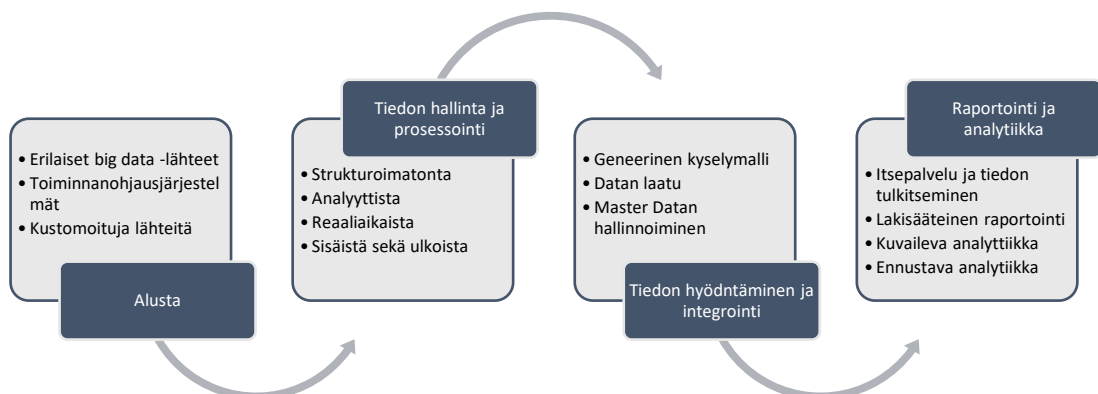 • Erilaiset big data -lähteet
• Toiminnanohjausjärjestel
mät
• Kustomoituja lähteitä
Alusta
Tiedon hallinta ja
prosessointi
• Strukturoimatonta
• Analyyttista
• Reaaliaikaista
• Sisäistä sekä ulkoista
• Geneerinen kyselymalli
• Datan laatu
• Master Datan
hallinnoiminen
Tiedon hyödntäminen ja
integrointi
Raportointi ja
analytiikka
• Itsepalvelu ja tiedon
tulkitseminen
• Lakisääteinen raportointi
• Kuvaileva analyttiikka
• Ennustava analytiikka